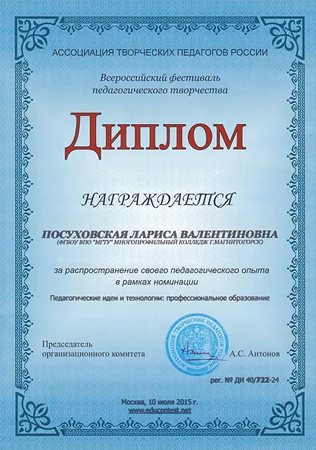 АССОЦИАЦИЯ ТВОРЧЕСКИХ ПЕДАГОГОВ РОССИИ
Всероссийский фестиваль
педагогического творчества
Диплом
НАГРАЖДАЕТСЯ
ПОСУХОВСКАЯ ЛАРИСА ВАЛЕНТИНОВНА
(ФГБОУ ВПО "МГТУ" МНОГОПРОФИЛЬНЫЙ КОЛЛЕДЖ Г.МАГНИТОГОРСК)
за распространение своего педагогического опыта
в рамках номинации
Педагогические идеи и технологии: профессиональное образование
Председатель
организационного комитета
А.С. Антонов
рег. № ДИ 40/722-24
Москва, 10 июля 2015 г.
www.educontest.net